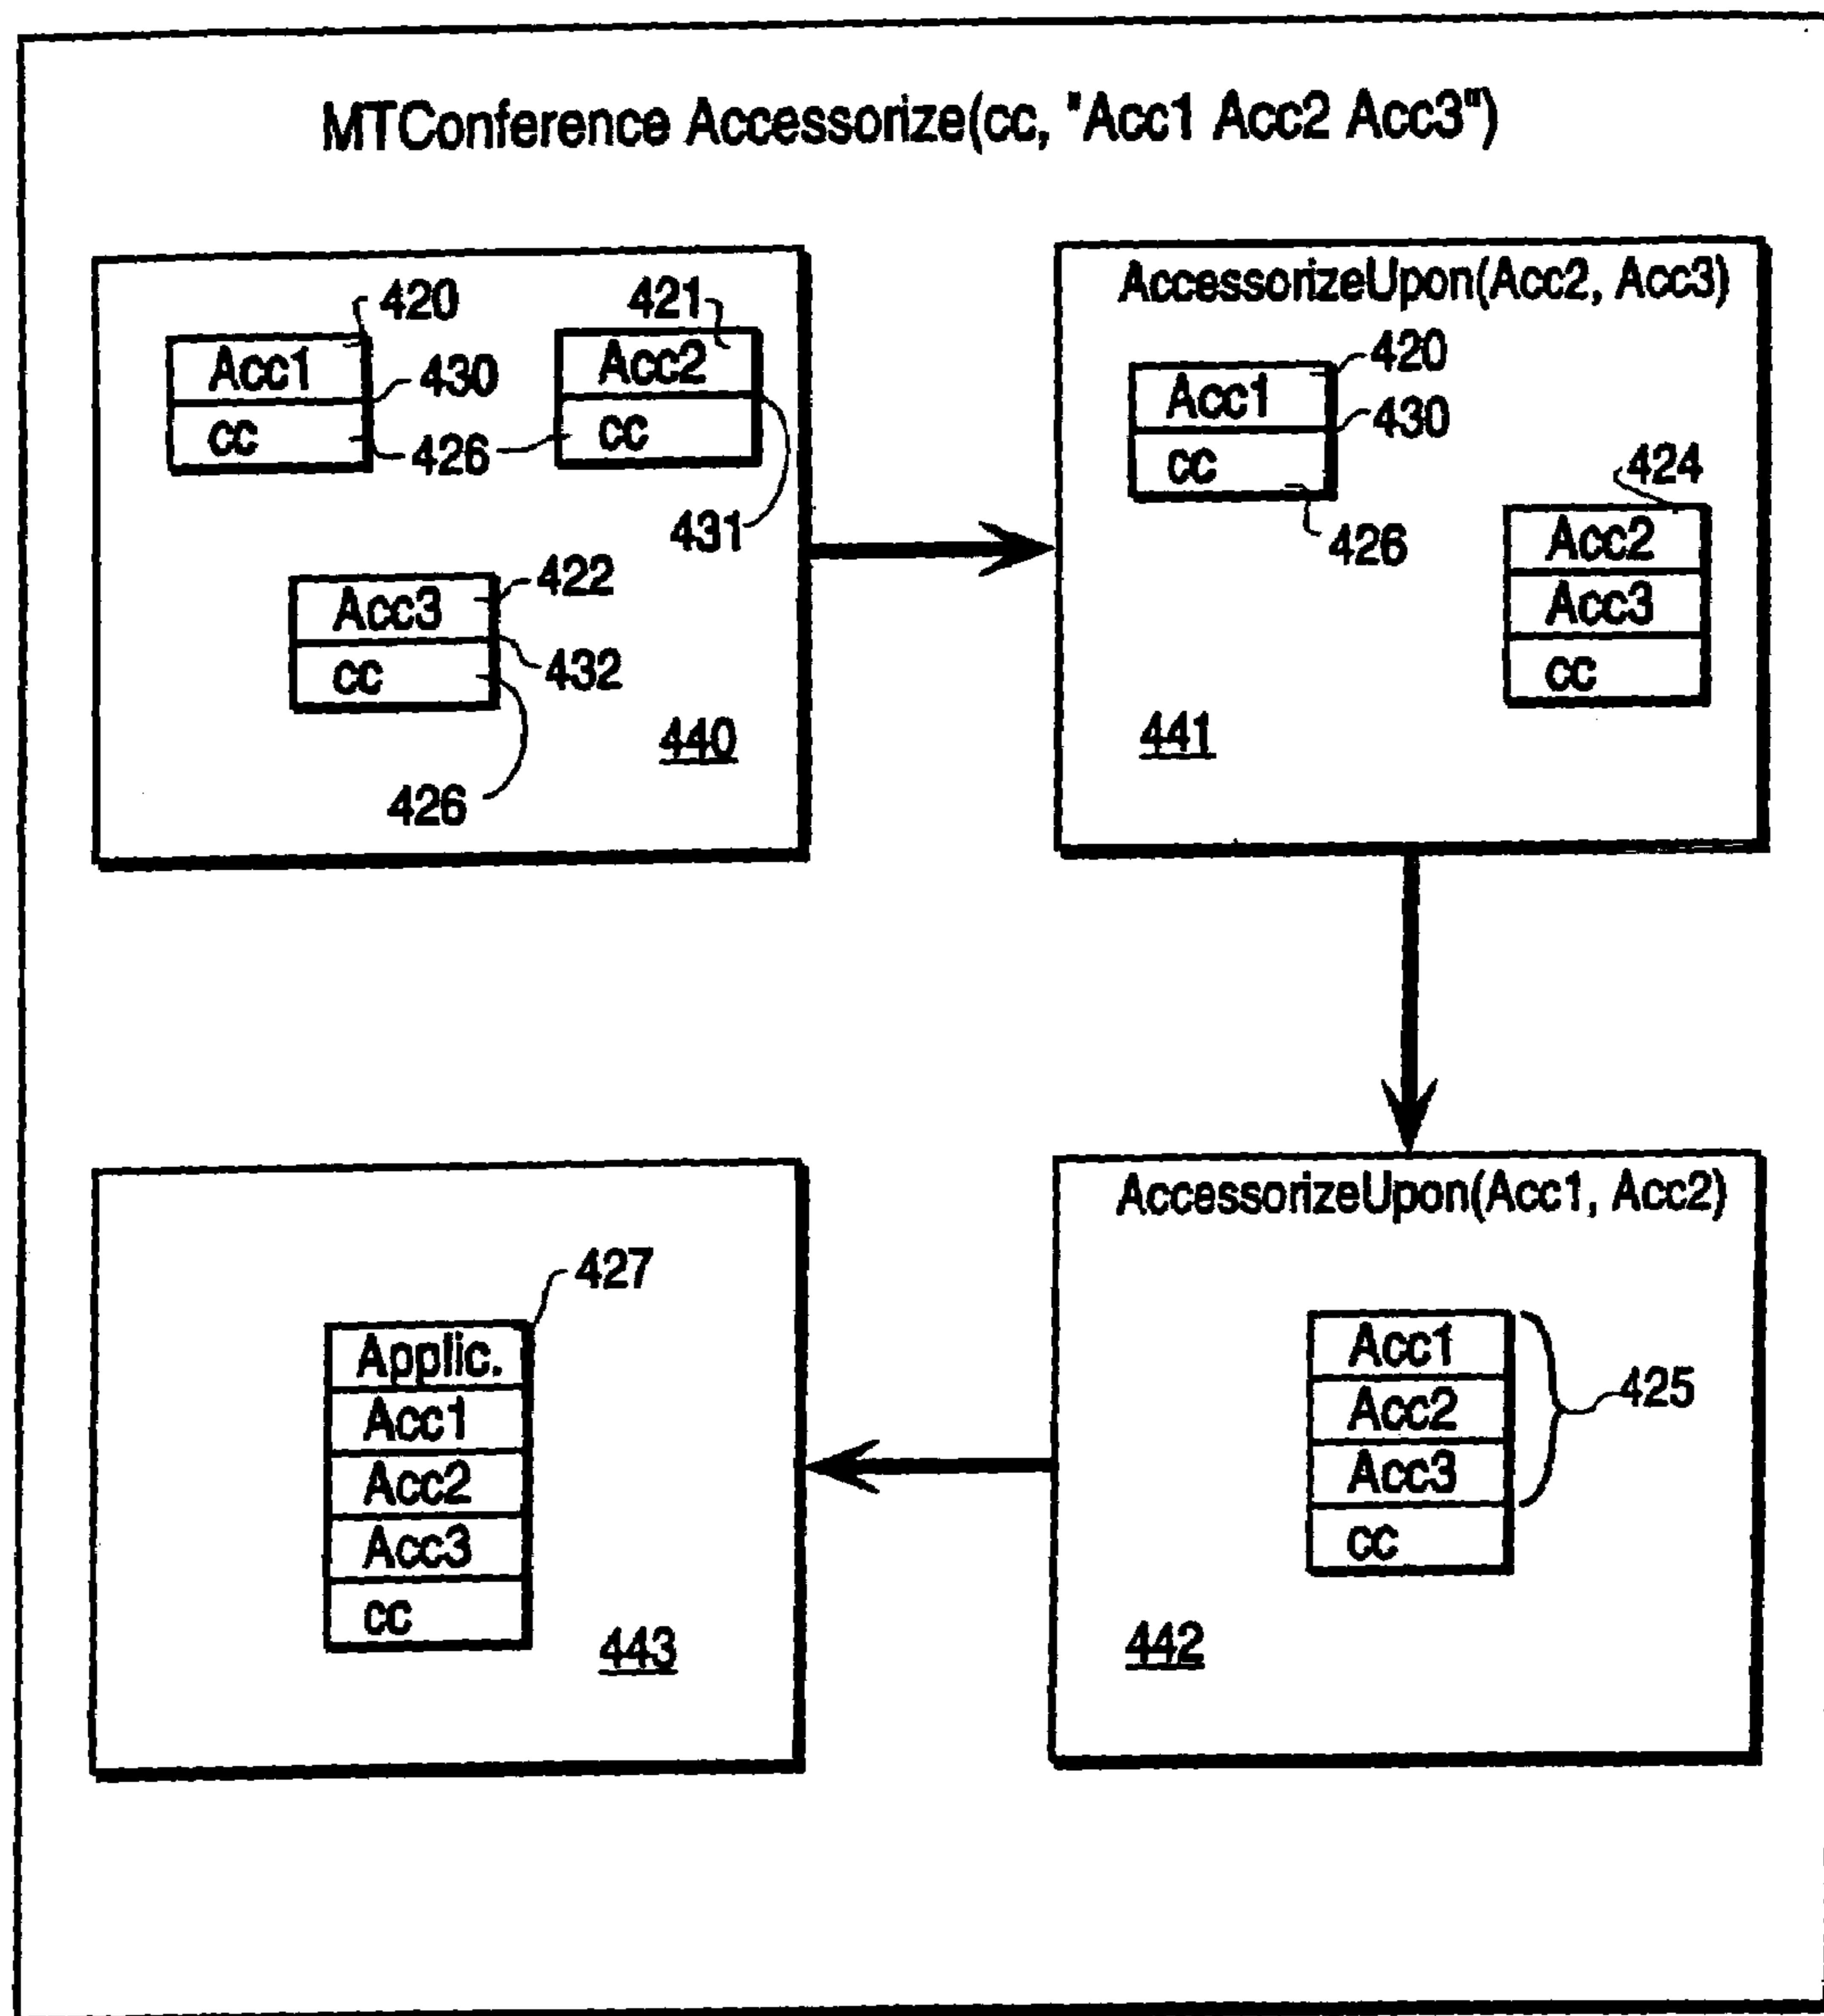 MTConference Accessorize(cc, "Acc1 Acc2 Acc3")
420
421
Acc1
430
cc
426
Acc2
cc
431
422
Acc3
432
cc
426
440
AccessorizeUpon(Acc2, Acc3)
420
Acc1
430
cc
426
424
Acc2
Acc3
cc
441
AccessorizeUpon(Acc1, Acc2)
Acc1
Acc2
Acc3
cc
425
442
427
Applic.
Acc1
Acc2
Acc3
cc
443